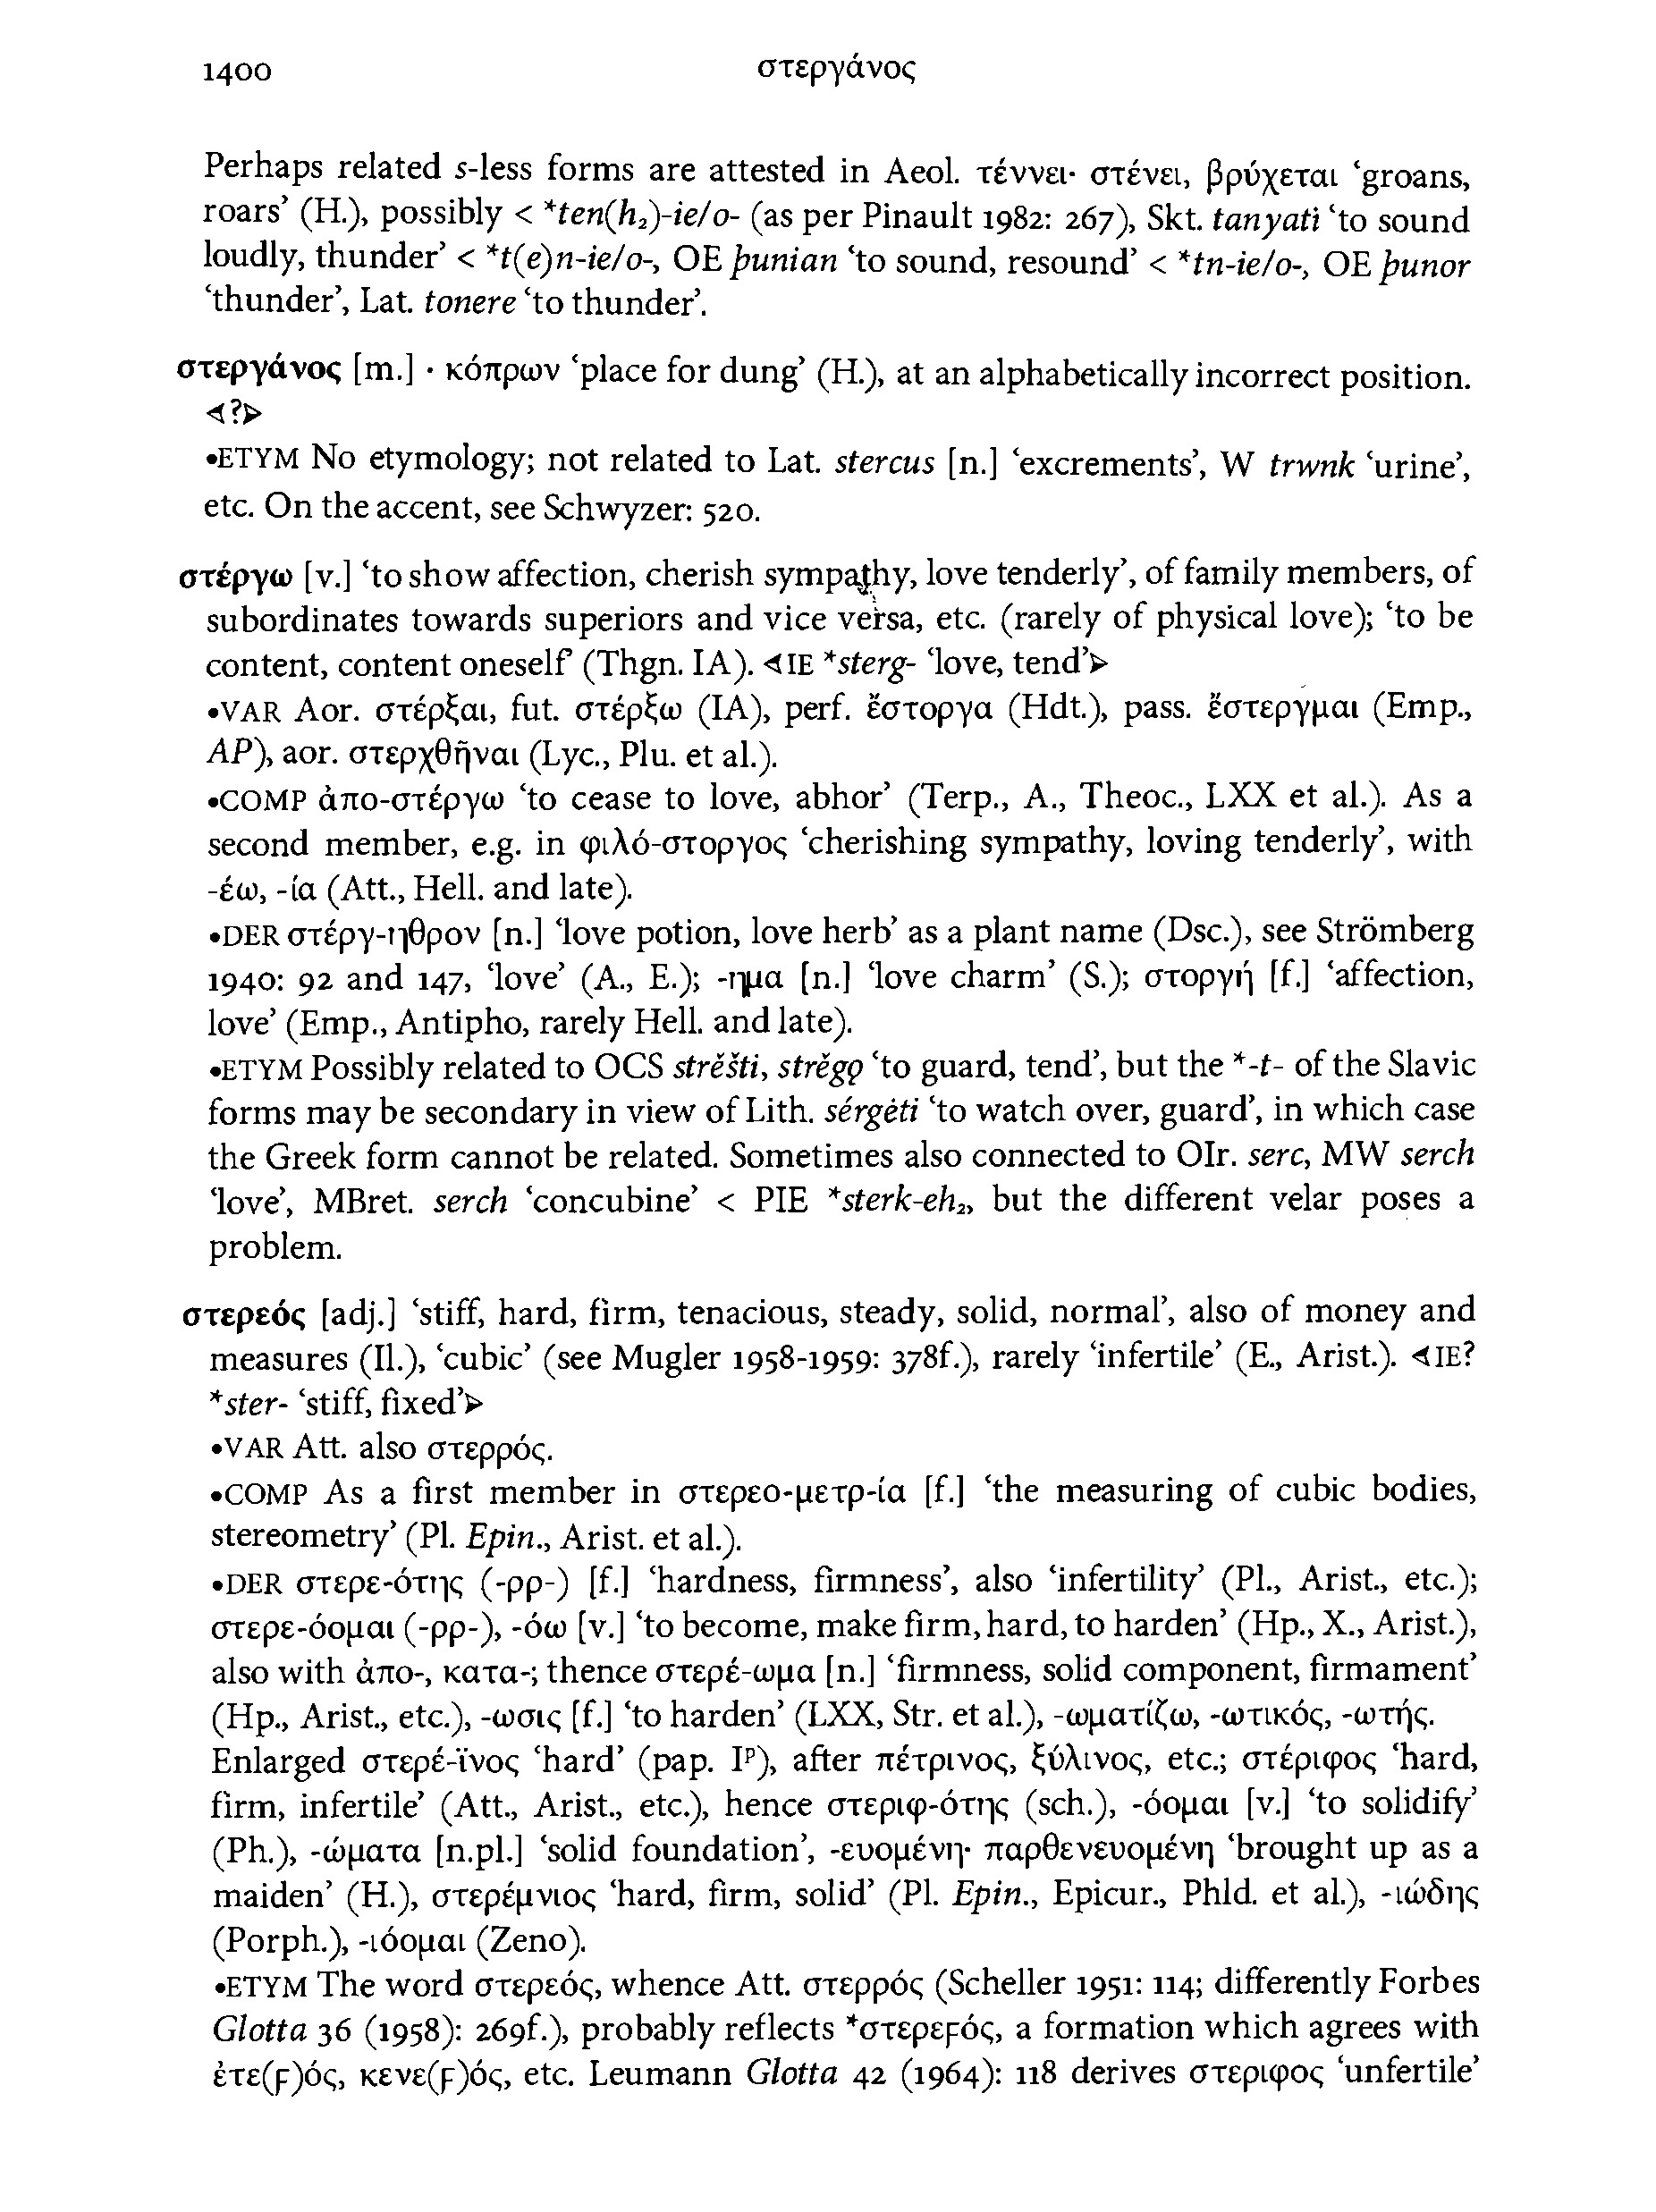 1400 στεργάνος
Perhaps related s-less forms are attested in Aeol. τέννει· στένει, βρύχεται ‘groans,
roars’ (H.), possibly < *ten(h₂)-ie/o- (as per Pinault 1982: 267), Skt. tanyati ‘to sound
loudly, thunder’ < *t(e)n-ie/o-, OE þunian ‘to sound, resound’ < *tn-ie/o-, OE þunor
‘thunder’, Lat. tonere ‘to thunder’.
στεργάνος [m.] · κόπρων ‘place for dung’ (H.), at an alphabetically incorrect position.
⊲?⊳
•ETYM No etymology; not related to Lat. stercus [n.] ‘excrements’, W trwnk ‘urine’,
etc. On the accent, see Schwyzer: 520.
στέργω [v.] ‘to show affection, cherish sympathy, love tenderly’, of family members, of
subordinates towards superiors and vice versa, etc. (rarely of physical love); ‘to be
content, content oneself’ (Thgn. IA). ⊲IE *sterg- ‘love, tend’⊳
•VAR Aor. στέρξαι, fut. στέρξω (IA), perf. ἔστοργα (Hdt.), pass. ἔστεργμαι (Emp.,
AP), aor. στερχθῆναι (Lyc., Plu. et al.).
•COMP ἀπο-στέργω ‘to cease to love, abhor’ (Terp., A., Theoc., LXX et al.). As a
second member, e.g. in φιλό-στοργος ‘cherishing sympathy, loving tenderly’, with
-έω, -ία (Att., Hell. and late).
•DER στέργ-ηθρον [n.] ‘love potion, love herb’ as a plant name (Dsc.), see Strömberg
1940: 92 and 147, ‘love’ (A., E.); -ημα [n.] ‘love charm’ (S.); στοργή [f.] ‘affection,
love’ (Emp., Antipho, rarely Hell. and late).
•ETYM Possibly related to OCS strěšti, strěgǫ ‘to guard, tend’, but the *-t- of the Slavic
forms may be secondary in view of Lith. sérgėti ‘to watch over, guard’, in which case
the Greek form cannot be related. Sometimes also connected to OIr. serc, MW serch
‘love’, MBret. serch ‘concubine’ < PIE *sterk-eh₂, but the different velar poses a
problem.
στερεός [adj.] ‘stiff, hard, firm, tenacious, steady, solid, normal’, also of money and
measures (Il.), ‘cubic’ (see Mugler 1958-1959: 378f.), rarely ‘infertile’ (E., Arist.). ⊲IE?
*ster- ‘stiff, fixed’⊳
•VAR Att. also στερρός.
•COMP As a first member in στερεο-μετρ-ία [f.] ‘the measuring of cubic bodies,
stereometry’ (Pl. Epin., Arist. et al.).
•DER στερε-ότης (-ρρ-) [f.] ‘hardness, firmness’, also ‘infertility’ (Pl., Arist., etc.);
στερε-όομαι (-ρρ-), -όω [v.] ‘to become, make firm, hard, to harden’ (Hp., X., Arist.),
also with ἀπο-, κατα-; thence στερέ-ωμα [n.] ‘firmness, solid component, firmament’
(Hp., Arist., etc.), -ωσις [f.] ‘to harden’ (LXX, Str. et al.), -ωματίζω, -ωτικός, -ωτής.
Enlarged στερέ-ϊνος ‘hard’ (pap. Iᵖ), after πέτρινος, ξύλινος, etc.; στέριφος ‘hard,
firm, infertile’ (Att., Arist., etc.), hence στεριφ-ότης (sch.), -όομαι [v.] ‘to solidify’
(Ph.), -ώματα [n.pl.] ‘solid foundation’, -ευομένη· παρθενευομένη ‘brought up as a
maiden’ (H.), στερέμνιος ‘hard, firm, solid’ (Pl. Epin., Epicur., Phld. et al.), -ιώδης
(Porph.), -ιόομαι (Zeno).
•ETYM The word στερεός, whence Att. στερρός (Scheller 1951: 114; differently Forbes
Glotta 36 (1958): 269f.), probably reflects *στερεϝός, a formation which agrees with
ἐτε(ϝ)ός, κενε(ϝ)ός, etc. Leumann Glotta 42 (1964): 118 derives στεριφος ‘unfertile’